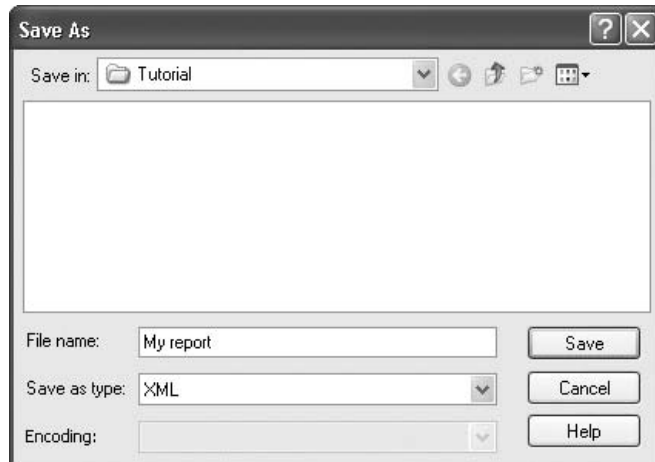 Save As
Save in: Tutorial
File name: My report Save
Save as type: XML Cancel
Encoding: Help